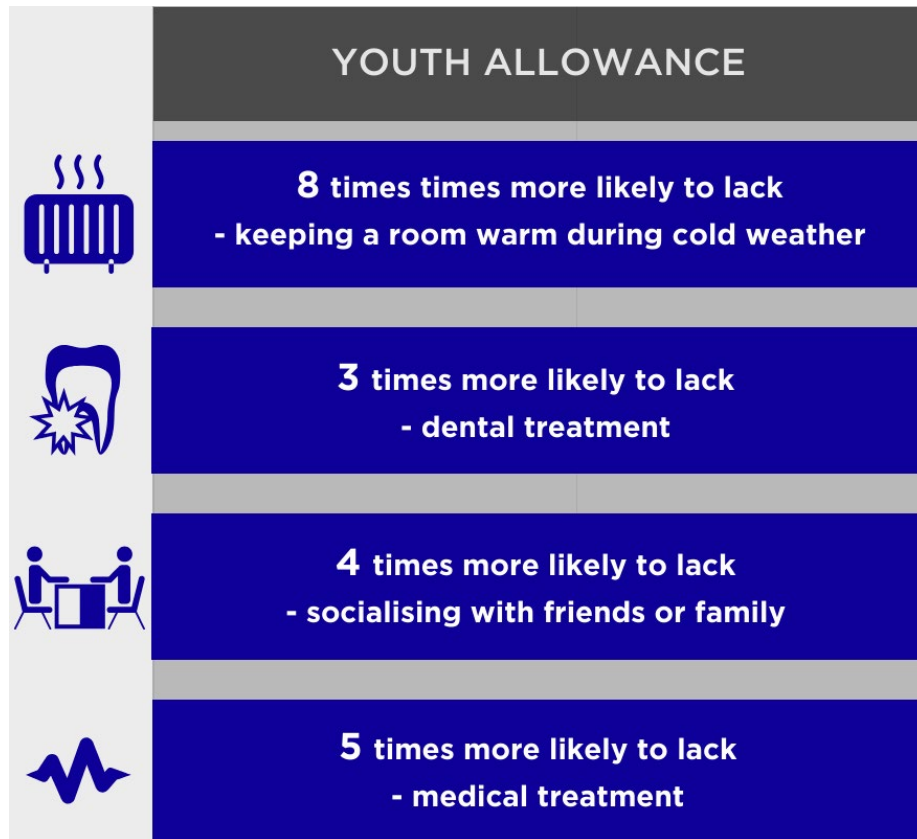 YOUTH ALLOWANCE
8 times times more likely to lack
- keeping a room warm during cold weather
3 times more likely to lack
- dental treatment
4 times more likely to lack
- socialising with friends or family
5 times more likely to lack
- medical treatment